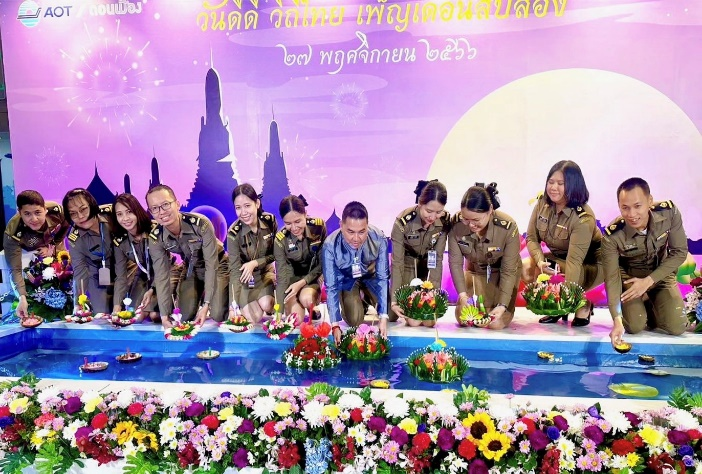 AOT / ดอนเมือง
วันดีดี วิถีไทย เพ็ญเดือนสิบสอง
๒๗ พฤศจิกายน ๒๕๖๖